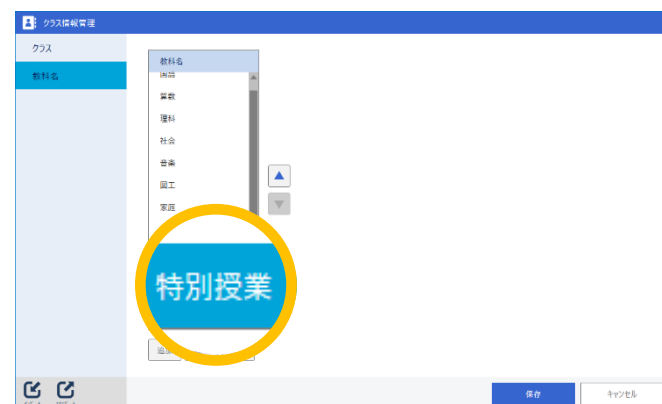 クラス情報管理
クラス
教科名
教科名
国語
算数
理科
社会
音楽
図工
家庭
特別授業
保存
キャンセル